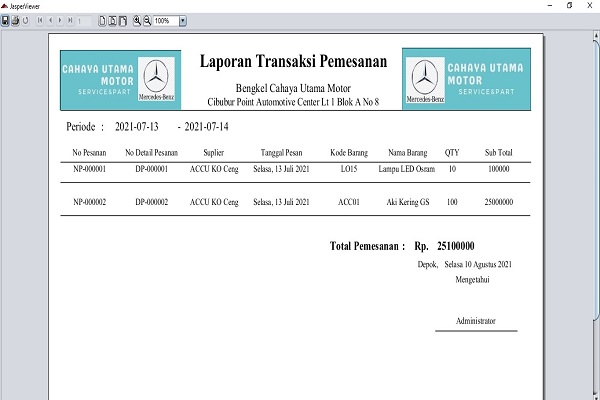 JasperViewer
1
100%
CAHAYA UTAMA
MOTOR
SERVICE&PART
Mercedes-Benz
Laporan Transaksi Pemesanan
Bengkel Cahaya Utama Motor
Cibubur Point Automotive Center Lt 1 Blok A No 8
CAHAYA UTAMA
MOTOR
SERVICE&PART
Mercedes-Benz
Periode : 2021-07-13 - 2021-07-14
No Pesanan No Detail Pesanan Suplier Tanggal Pesan Kode Barang Nama Barang QTY Sub Total
NP-000001 DP-000001 ACCU KO Ceng Selasa, 13 Juli 2021 LO15 Lampu LED Osram 10 100000
NP-000002 DP-000002 ACCU KO Ceng Selasa, 13 Juli 2021 ACC01 Aki Kering GS 100 25000000
Total Pemesanan : Rp. 25100000
Depok, Selasa 10 Agustus 2021
Mengetahui
Administrator